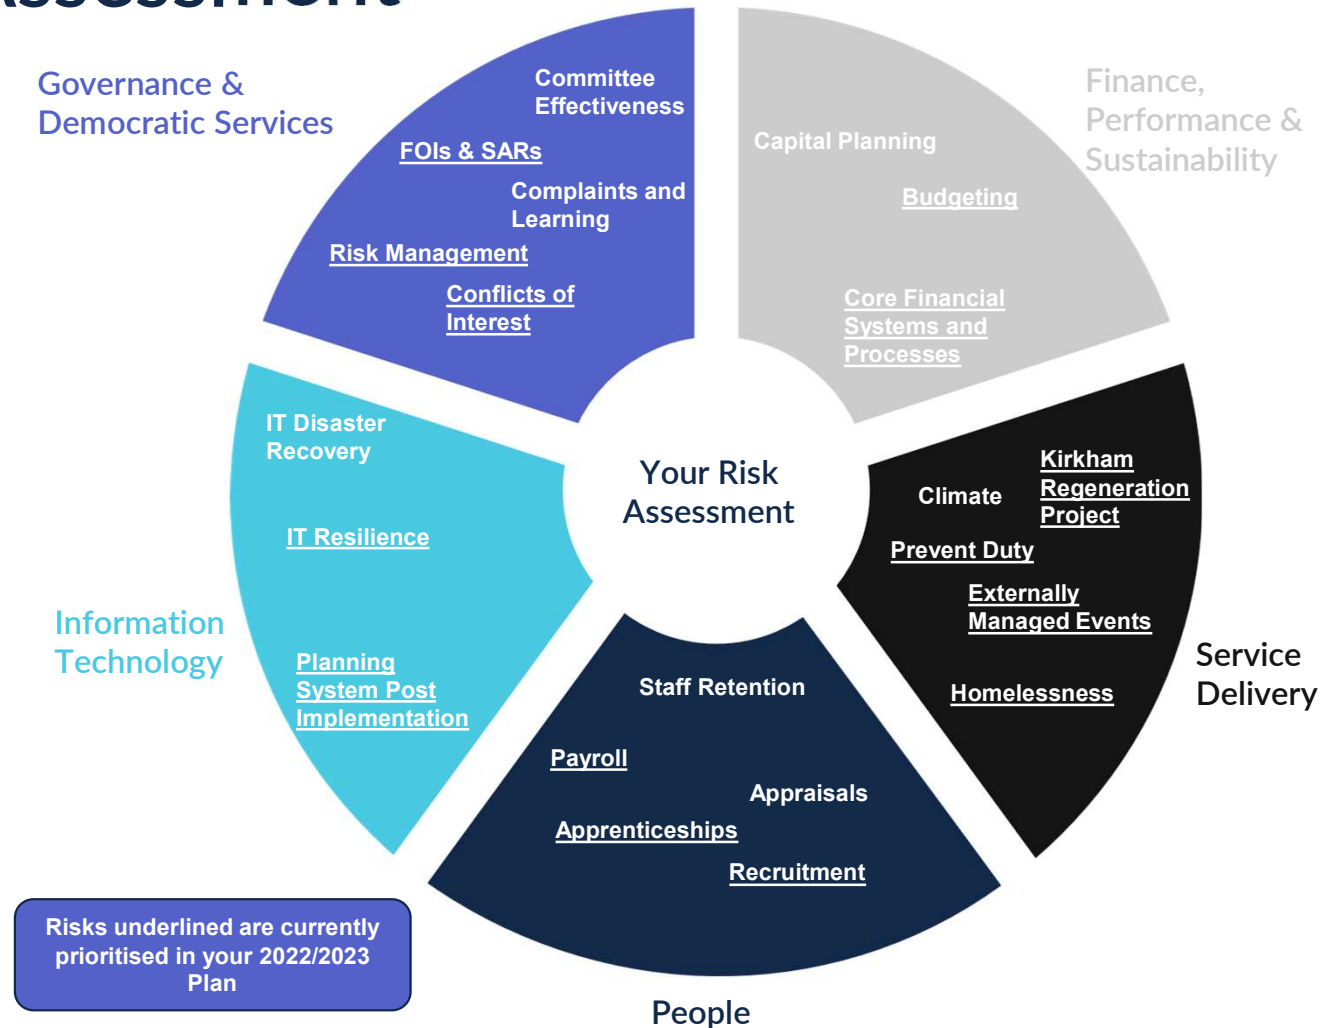 Assessment
Governance &
Democratic Services
Committee
Effectiveness
FOIs & SARs
Complaints and
Learning
Risk Management
Conflicts of
Interest
Finance,
Performance &
Sustainability
Capital Planning
Budgeting
Core Financial
Systems and
Processes
IT Disaster
Recovery
IT Resilience
Planning
System Post
Implementation
Information
Technology
Your Risk
Assessment
Kirkham
Regeneration
Project
Climate
Prevent Duty
Externally
Managed Events
Homelessness
Service
Delivery
Staff Retention
Payroll
Appraisals
Apprenticeships
Recruitment
People
Risks underlined are currently
prioritised in your 2022/2023
Plan